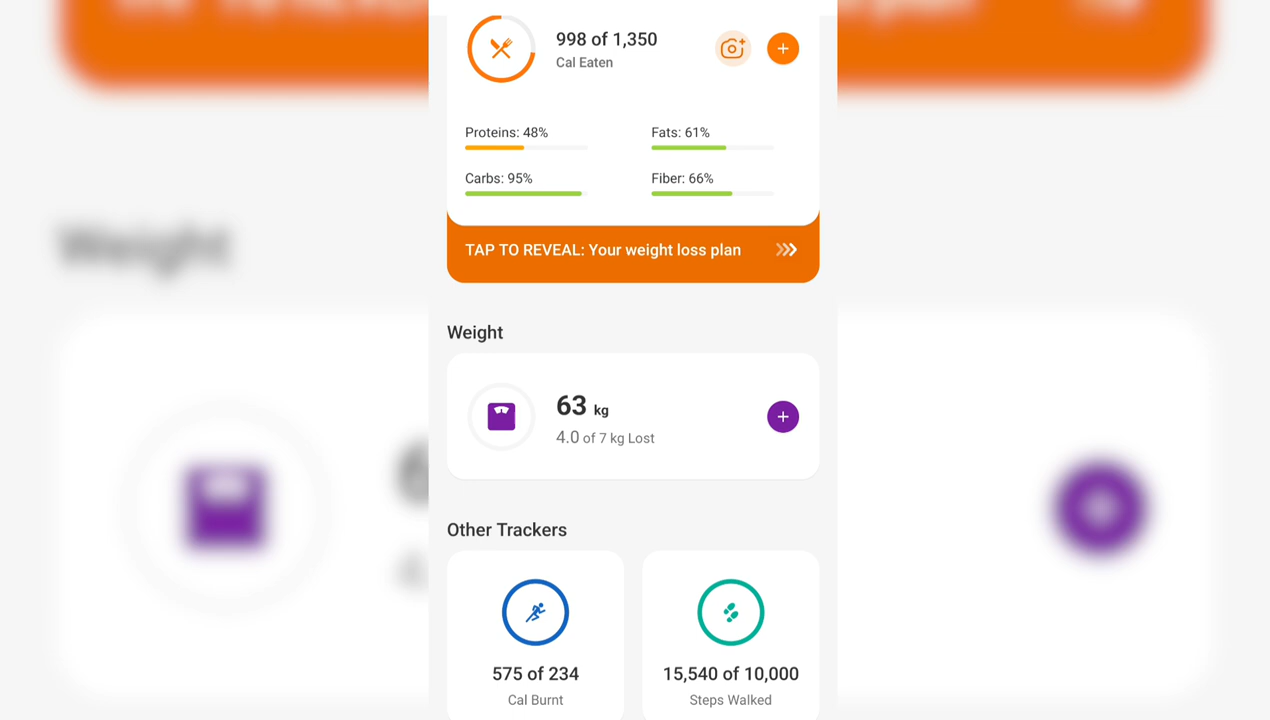 998 of 1,350
Cal Eaten
Proteins: 48%
Fats: 61%
Carbs: 95%
Fiber: 66%
TAP TO REVEAL: Your weight loss plan
Weight
Weight
63 kg
4.0 of 7 kg Lost
Other Trackers
575 of 234
Cal Burnt
15,540 of 10,000
Steps Walked